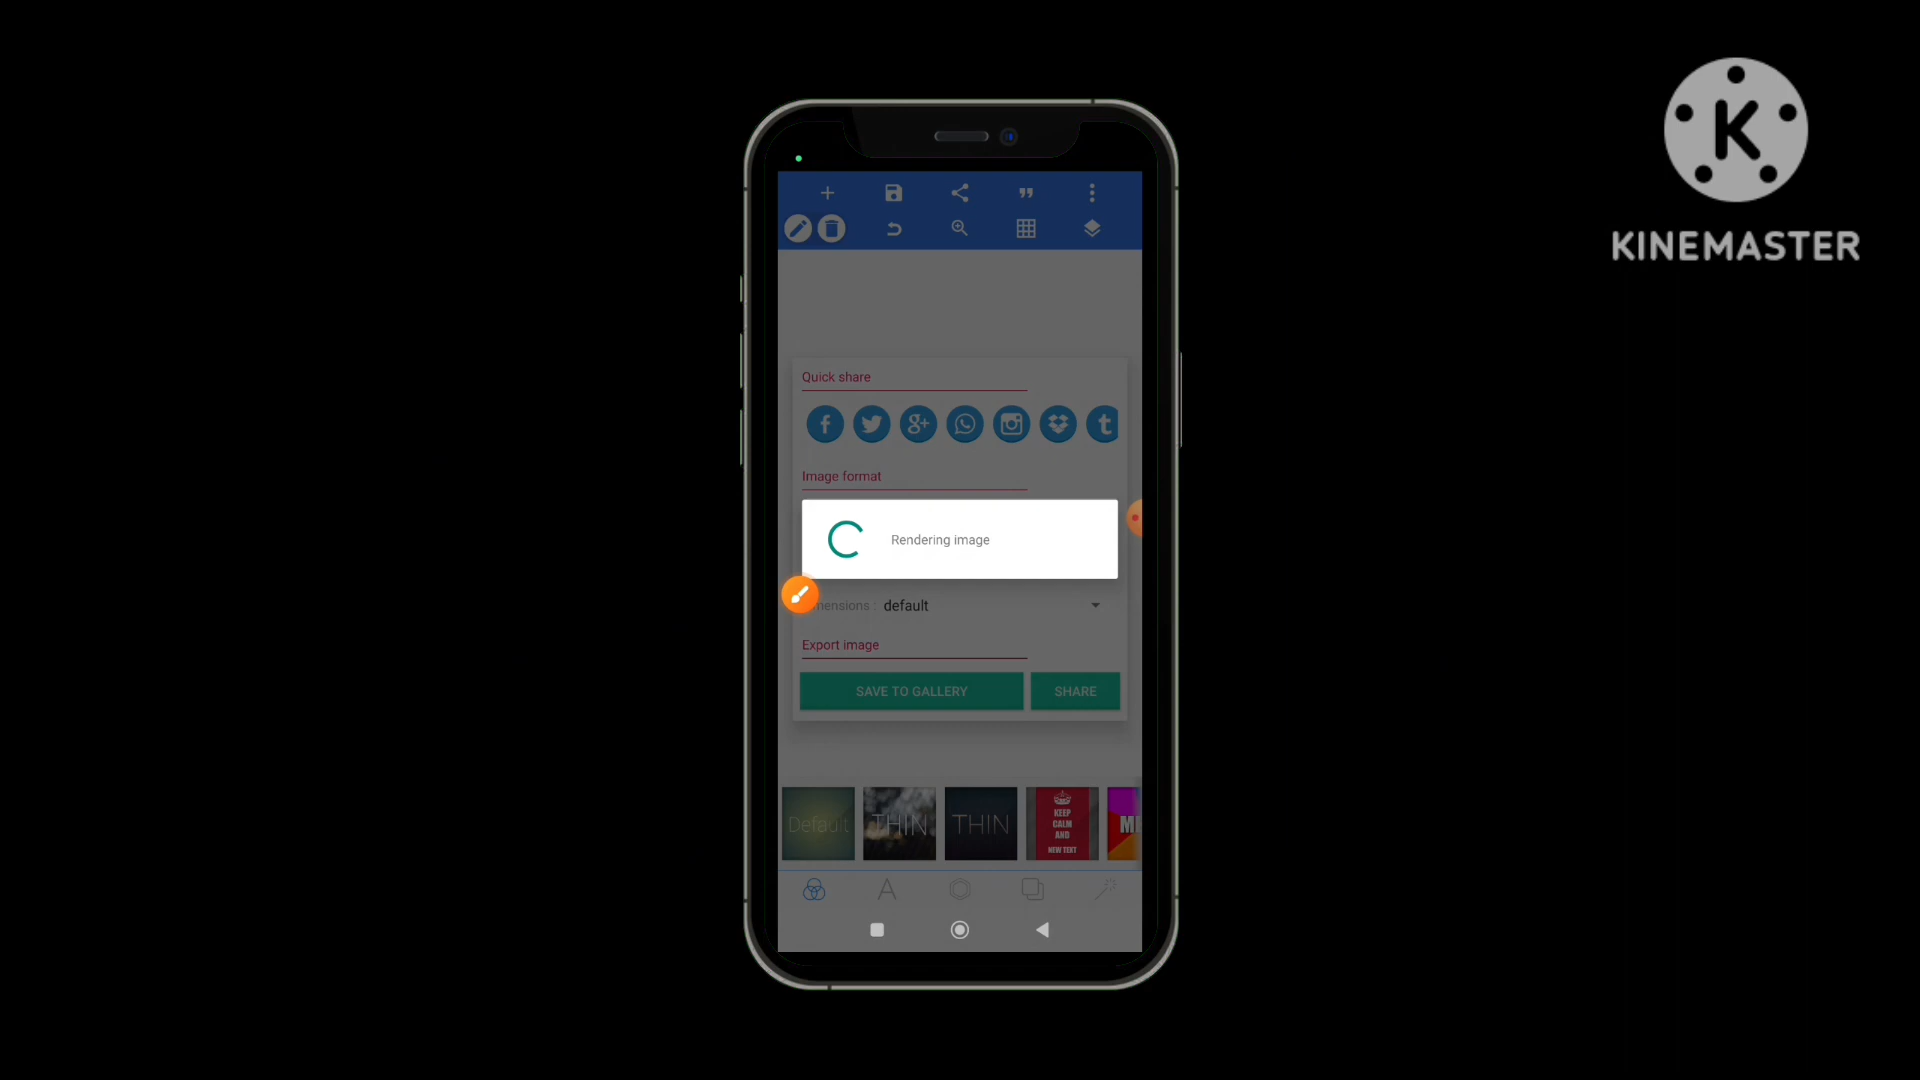 KINEMASTER
Quick share
Image format
Rendering image
mensions : default
Export image
SAVE TO GALLERY
SHARE
Default
THIN
THIN
KEEP
CALM
AND
NEW TEXT